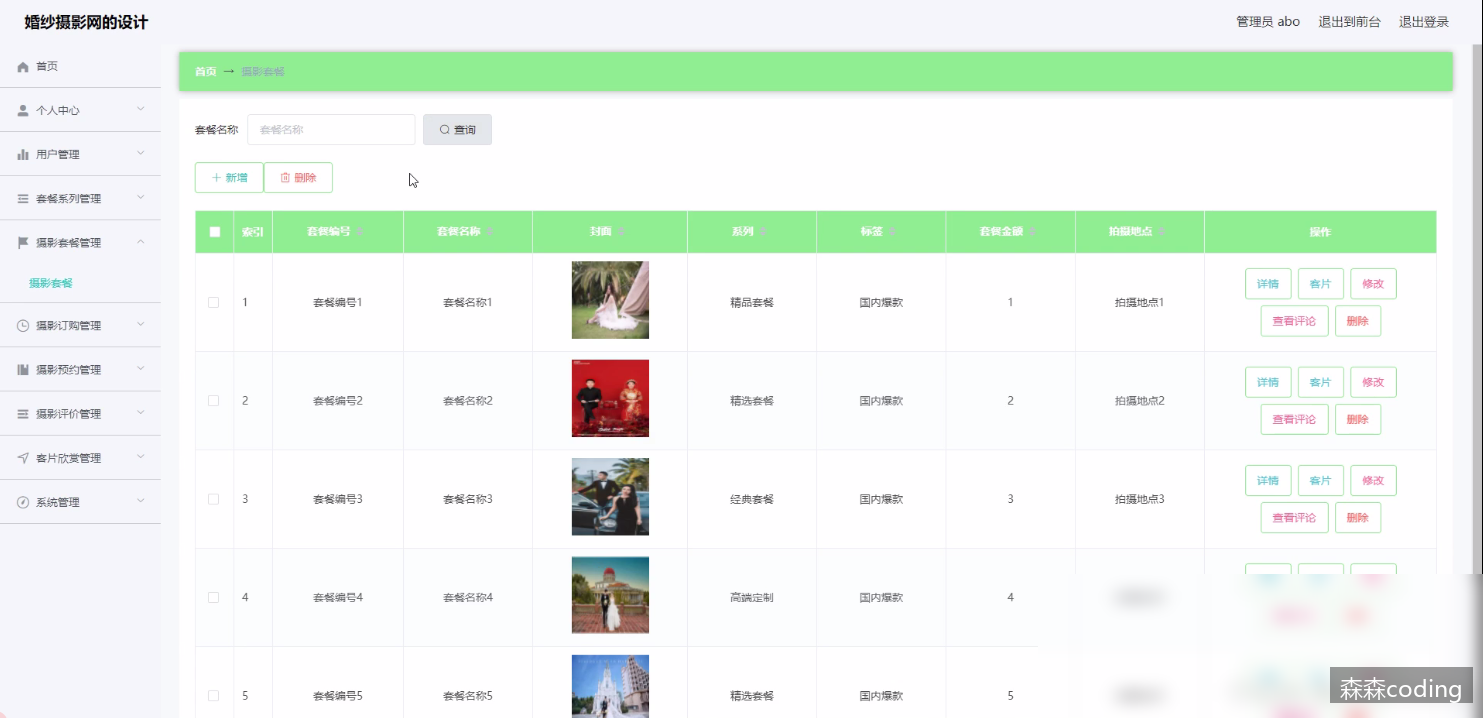 婚纱摄影网的设计
管理员 abo 退出到前台 退出登录
首页
个人中心
用户管理
套餐系列管理
摄影套餐管理
摄影套餐
摄影订购管理
摄影预约管理
摄影评价管理
客片欣赏管理
系统管理
首页 → 摄影套餐
套餐名称 套餐名称 查询
新增 删除
索引 套餐编号 套餐名称 封面 系列 标签 套餐金额 拍摄地点 操作
1 套餐编号1 套餐名称1 精品套餐 国内爆款 1 拍摄地点1 详情 客片 修改
查看评论 删除
2 套餐编号2 套餐名称2 精选套餐 国内爆款 2 拍摄地点2 详情 客片 修改
查看评论 删除
3 套餐编号3 套餐名称3 经典套餐 国内爆款 3 拍摄地点3 详情 客片 修改
查看评论 删除
4 套餐编号4 套餐名称4 高端定制 国内爆款 4
5 套餐编号5 套餐名称5 精选套餐 国内爆款 5
森森coding